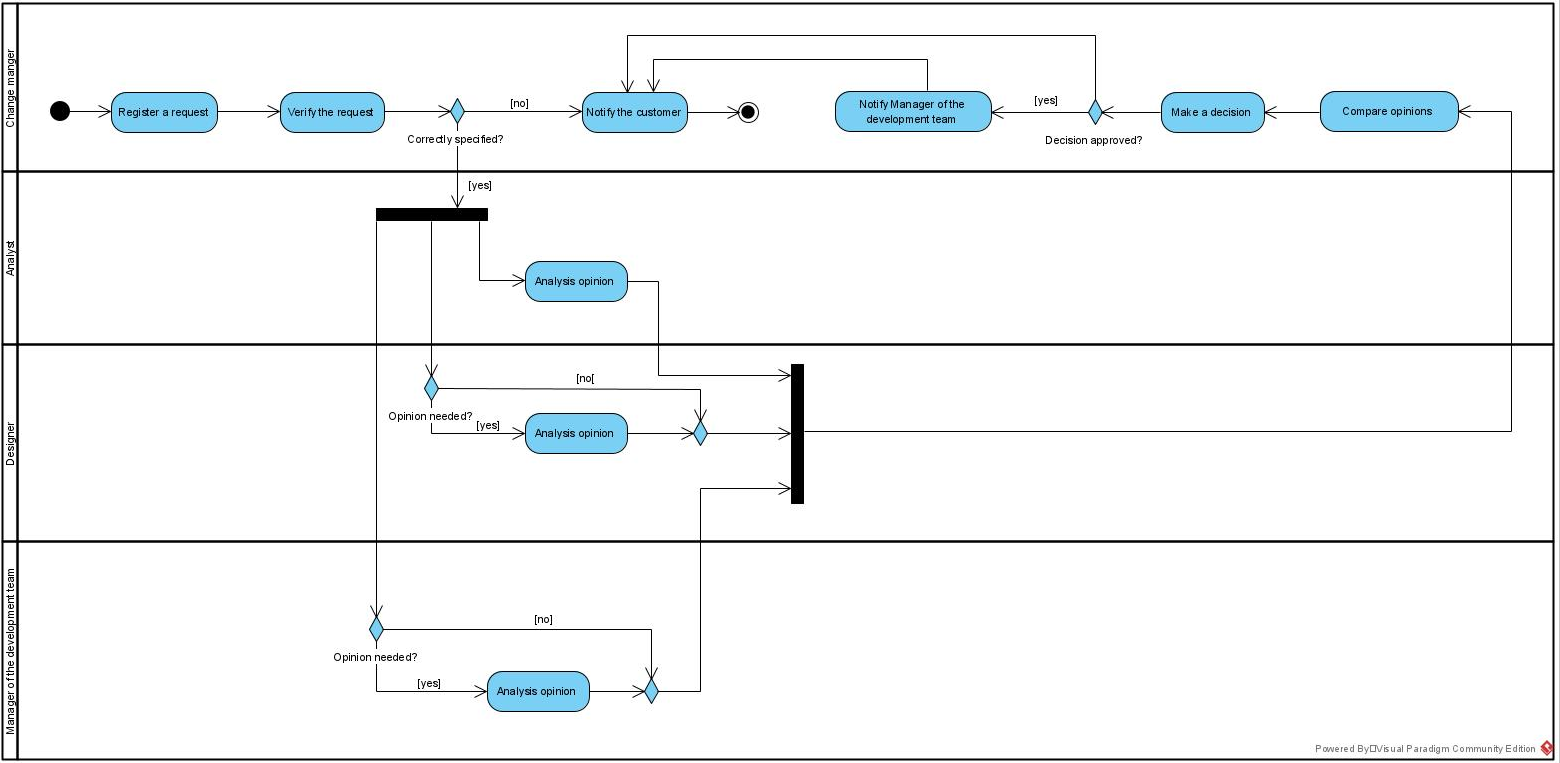 Change manger
Register a request
Verify the request
[no]
Correctly specified?
[yes]
Notify the customer
Notify Manager of the
development team
[yes]
Decision approved?
Make a decision
Compare opinions
Analyst
Analysis opinion
Designer
[no[
Opinion needed?
[yes]
Analysis opinion
Manager of the development team
[no]
Opinion needed?
[yes]
Analysis opinion
Powered By□Visual Paradigm Community Edition